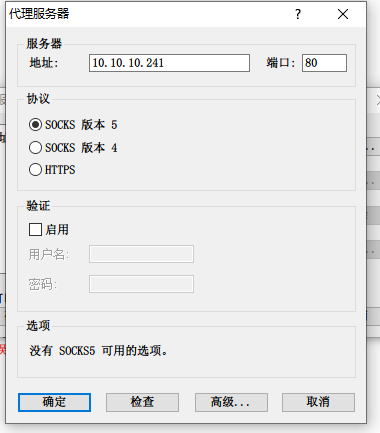 代理服务器
服务器
地址: 10.10.10.241 端口: 80
协议
SOCKS 版本 5
SOCKS 版本 4
HTTPS
验证
启用
用户名:
密码:
选项
没有 SOCKS5 可用的选项。
确定 检查 高级... 取消